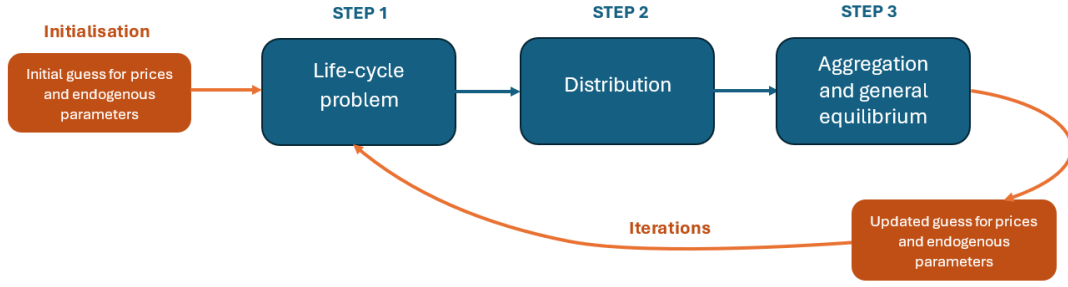 Initialisation
Initial guess for prices
and endogenous
parameters
STEP 1
Life-cycle
problem
STEP 2
Distribution
STEP 3
Aggregation
and general
equilibrium
Updated guess for prices
and endogenous
parameters
Iterations